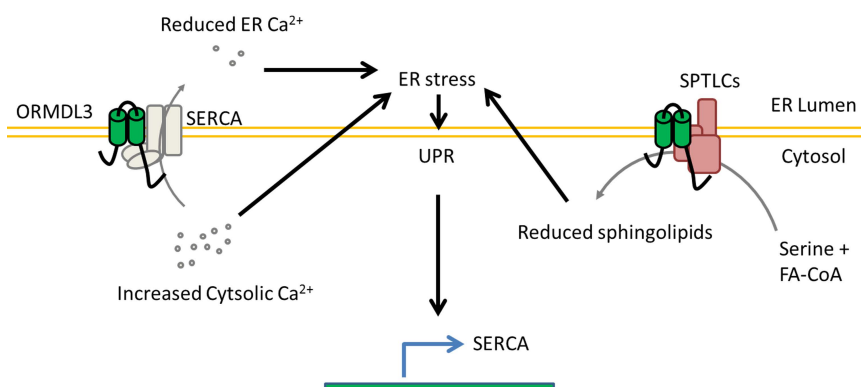 Reduced ER Ca²⁺
ER stress
SPTLCs
ORMDL3
SERCA
ER Lumen
UPR
Cytosol
Reduced sphingolipids
Serine +
FA-CoA
Increased Cytsolic Ca²⁺
SERCA